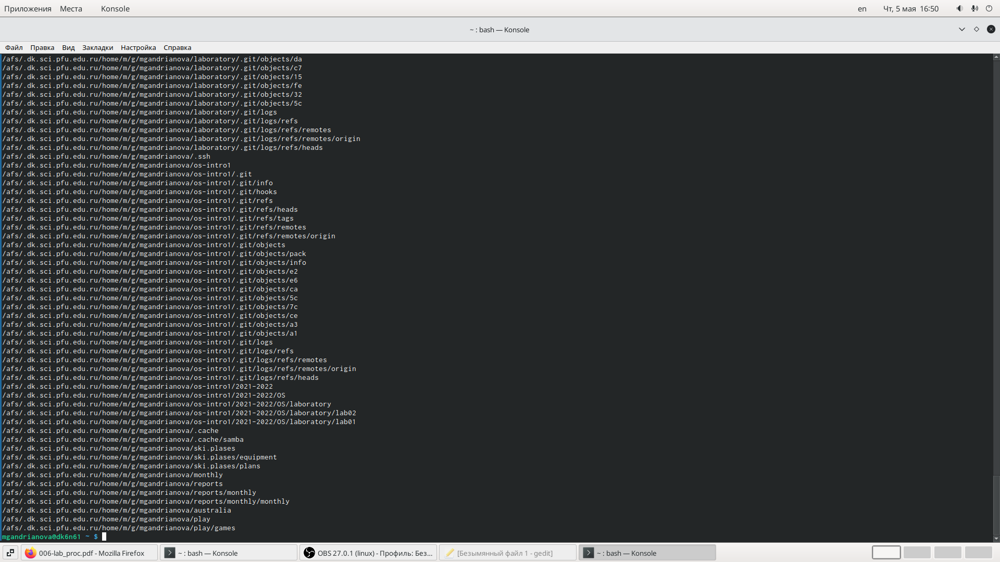 Приложения Места Konsole en Чт, 5 мая 16:50
~ : bash — Konsole
Файл Правка Вид Закладки Настройка Справка
/afs/.dk.sci.pfu.edu.ru/home/m/g/mgandrianova/laboratory/.git/objects/da
/afs/.dk.sci.pfu.edu.ru/home/m/g/mgandrianova/laboratory/.git/objects/c7
/afs/.dk.sci.pfu.edu.ru/home/m/g/mgandrianova/laboratory/.git/objects/15
/afs/.dk.sci.pfu.edu.ru/home/m/g/mgandrianova/laboratory/.git/objects/fe
/afs/.dk.sci.pfu.edu.ru/home/m/g/mgandrianova/laboratory/.git/objects/32
/afs/.dk.sci.pfu.edu.ru/home/m/g/mgandrianova/laboratory/.git/objects/5c
/afs/.dk.sci.pfu.edu.ru/home/m/g/mgandrianova/laboratory/.git/logs
/afs/.dk.sci.pfu.edu.ru/home/m/g/mgandrianova/laboratory/.git/logs/refs
/afs/.dk.sci.pfu.edu.ru/home/m/g/mgandrianova/laboratory/.git/logs/refs/remotes
/afs/.dk.sci.pfu.edu.ru/home/m/g/mgandrianova/laboratory/.git/logs/refs/remotes/origin
/afs/.dk.sci.pfu.edu.ru/home/m/g/mgandrianova/laboratory/.git/logs/refs/heads
/afs/.dk.sci.pfu.edu.ru/home/m/g/mgandrianova/.ssh
/afs/.dk.sci.pfu.edu.ru/home/m/g/mgandrianova/os-intro1
/afs/.dk.sci.pfu.edu.ru/home/m/g/mgandrianova/os-intro1/.git
/afs/.dk.sci.pfu.edu.ru/home/m/g/mgandrianova/os-intro1/.git/info
/afs/.dk.sci.pfu.edu.ru/home/m/g/mgandrianova/os-intro1/.git/hooks
/afs/.dk.sci.pfu.edu.ru/home/m/g/mgandrianova/os-intro1/.git/refs
/afs/.dk.sci.pfu.edu.ru/home/m/g/mgandrianova/os-intro1/.git/refs/heads
/afs/.dk.sci.pfu.edu.ru/home/m/g/mgandrianova/os-intro1/.git/refs/tags
/afs/.dk.sci.pfu.edu.ru/home/m/g/mgandrianova/os-intro1/.git/refs/remotes
/afs/.dk.sci.pfu.edu.ru/home/m/g/mgandrianova/os-intro1/.git/refs/remotes/origin
/afs/.dk.sci.pfu.edu.ru/home/m/g/mgandrianova/os-intro1/.git/objects
/afs/.dk.sci.pfu.edu.ru/home/m/g/mgandrianova/os-intro1/.git/objects/pack
/afs/.dk.sci.pfu.edu.ru/home/m/g/mgandrianova/os-intro1/.git/objects/info
/afs/.dk.sci.pfu.edu.ru/home/m/g/mgandrianova/os-intro1/.git/objects/e2
/afs/.dk.sci.pfu.edu.ru/home/m/g/mgandrianova/os-intro1/.git/objects/e6
/afs/.dk.sci.pfu.edu.ru/home/m/g/mgandrianova/os-intro1/.git/objects/ca
/afs/.dk.sci.pfu.edu.ru/home/m/g/mgandrianova/os-intro1/.git/objects/5c
/afs/.dk.sci.pfu.edu.ru/home/m/g/mgandrianova/os-intro1/.git/objects/7c
/afs/.dk.sci.pfu.edu.ru/home/m/g/mgandrianova/os-intro1/.git/objects/ce
/afs/.dk.sci.pfu.edu.ru/home/m/g/mgandrianova/os-intro1/.git/objects/a3
/afs/.dk.sci.pfu.edu.ru/home/m/g/mgandrianova/os-intro1/.git/objects/a1
/afs/.dk.sci.pfu.edu.ru/home/m/g/mgandrianova/os-intro1/.git/logs
/afs/.dk.sci.pfu.edu.ru/home/m/g/mgandrianova/os-intro1/.git/logs/refs
/afs/.dk.sci.pfu.edu.ru/home/m/g/mgandrianova/os-intro1/.git/logs/refs/remotes
/afs/.dk.sci.pfu.edu.ru/home/m/g/mgandrianova/os-intro1/.git/logs/refs/remotes/origin
/afs/.dk.sci.pfu.edu.ru/home/m/g/mgandrianova/os-intro1/.git/logs/refs/heads
/afs/.dk.sci.pfu.edu.ru/home/m/g/mgandrianova/os-intro1/2021-2022
/afs/.dk.sci.pfu.edu.ru/home/m/g/mgandrianova/os-intro1/2021-2022/OS
/afs/.dk.sci.pfu.edu.ru/home/m/g/mgandrianova/os-intro1/2021-2022/OS/laboratory
/afs/.dk.sci.pfu.edu.ru/home/m/g/mgandrianova/os-intro1/2021-2022/OS/laboratory/lab02
/afs/.dk.sci.pfu.edu.ru/home/m/g/mgandrianova/os-intro1/2021-2022/OS/laboratory/lab01
/afs/.dk.sci.pfu.edu.ru/home/m/g/mgandrianova/.cache
/afs/.dk.sci.pfu.edu.ru/home/m/g/mgandrianova/.cache/samba
/afs/.dk.sci.pfu.edu.ru/home/m/g/mgandrianova/ski.plases
/afs/.dk.sci.pfu.edu.ru/home/m/g/mgandrianova/ski.plases/equipment
/afs/.dk.sci.pfu.edu.ru/home/m/g/mgandrianova/ski.plases/plans
/afs/.dk.sci.pfu.edu.ru/home/m/g/mgandrianova/monthly
/afs/.dk.sci.pfu.edu.ru/home/m/g/mgandrianova/reports
/afs/.dk.sci.pfu.edu.ru/home/m/g/mgandrianova/reports/monthly
/afs/.dk.sci.pfu.edu.ru/home/m/g/mgandrianova/reports/monthly/monthly
/afs/.dk.sci.pfu.edu.ru/home/m/g/mgandrianova/australia
/afs/.dk.sci.pfu.edu.ru/home/m/g/mgandrianova/play
/afs/.dk.sci.pfu.edu.ru/home/m/g/mgandrianova/play/games
mgandrianova@dk6n61 ~ $
006-lab_proc.pdf - Mozilla Firefox ~ : bash — Konsole OBS 27.0.1 (linux) - Профиль: Без... [Безымянный файл 1 - gedit] ~ : bash — Konsole